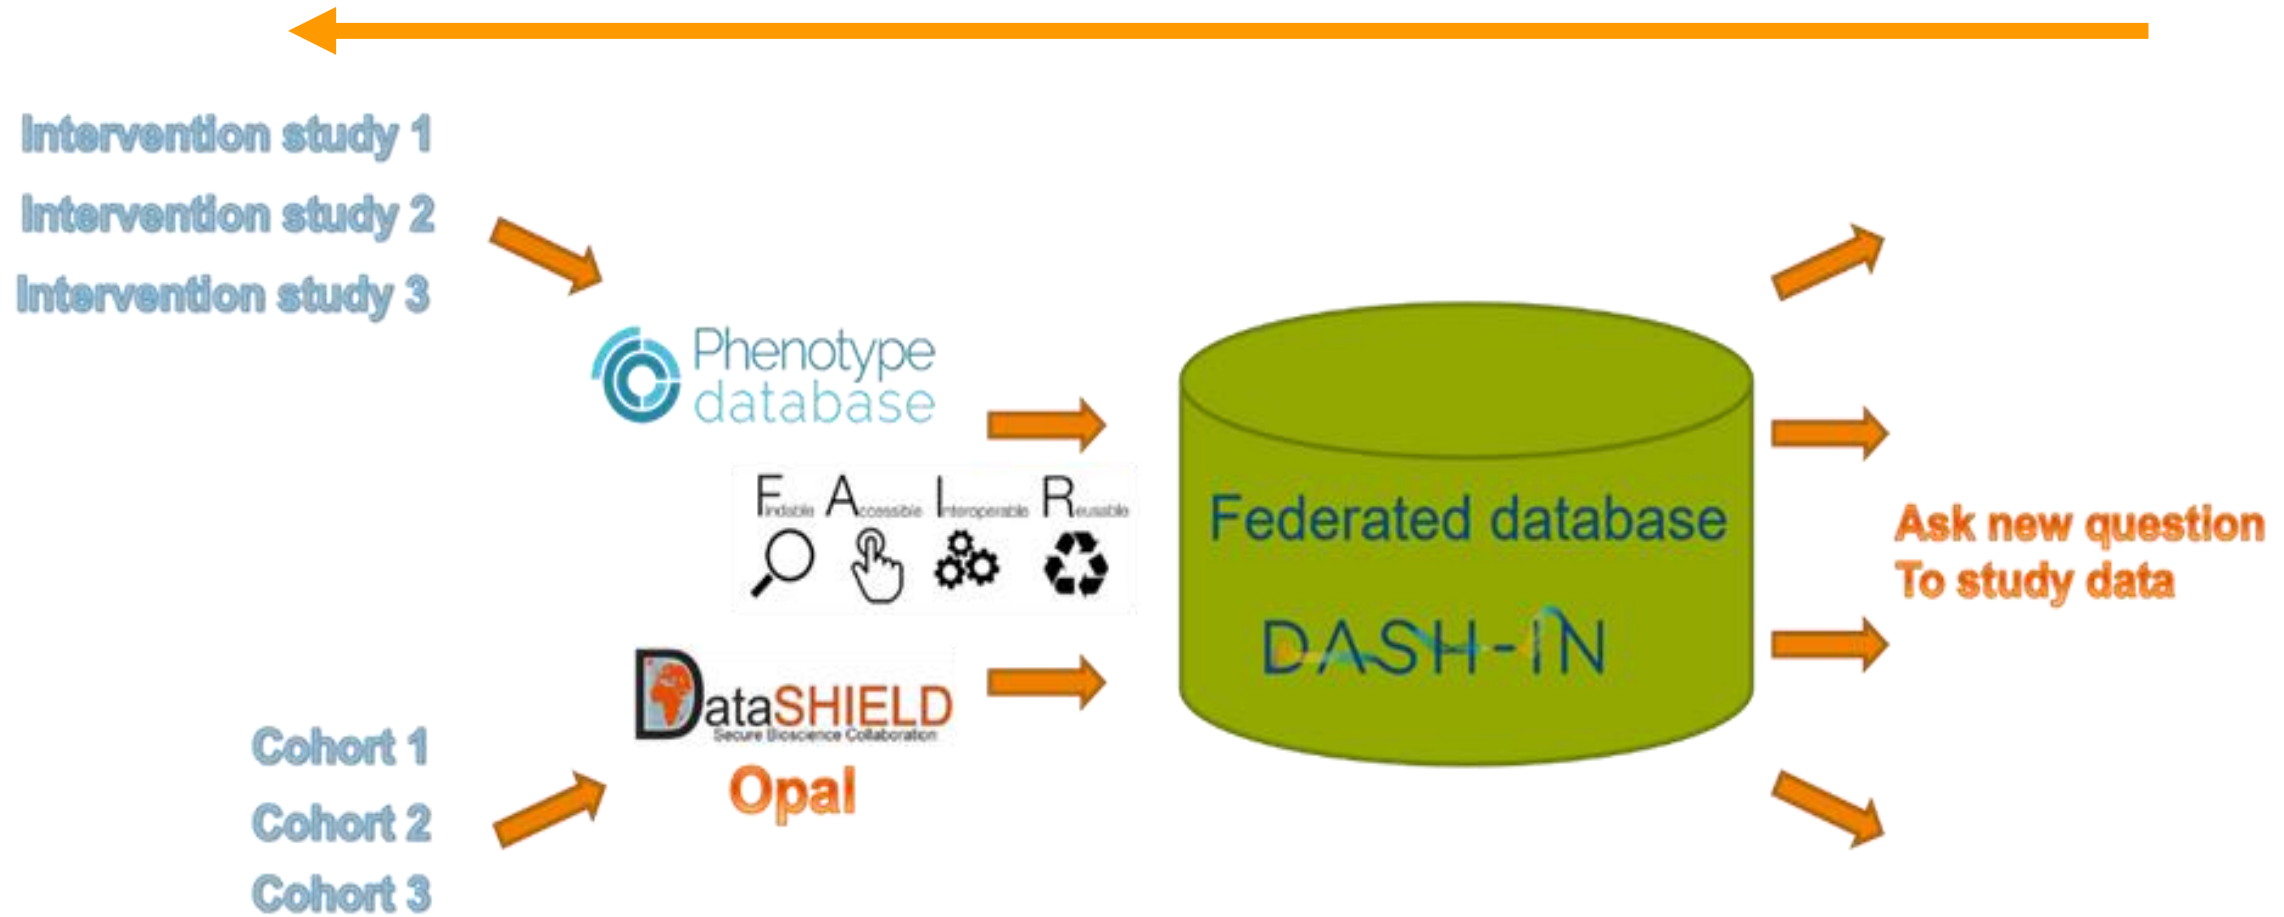 Intervention study 1
Intervention study 2
Intervention study 3
Phenotype
database
Findable Accessible Interoperable Reusable
DataSHIELD
Secure Bioscience Collaboration
Opal
Cohort 1
Cohort 2
Cohort 3
Federated database
DASH-IN
Ask new question
To study data